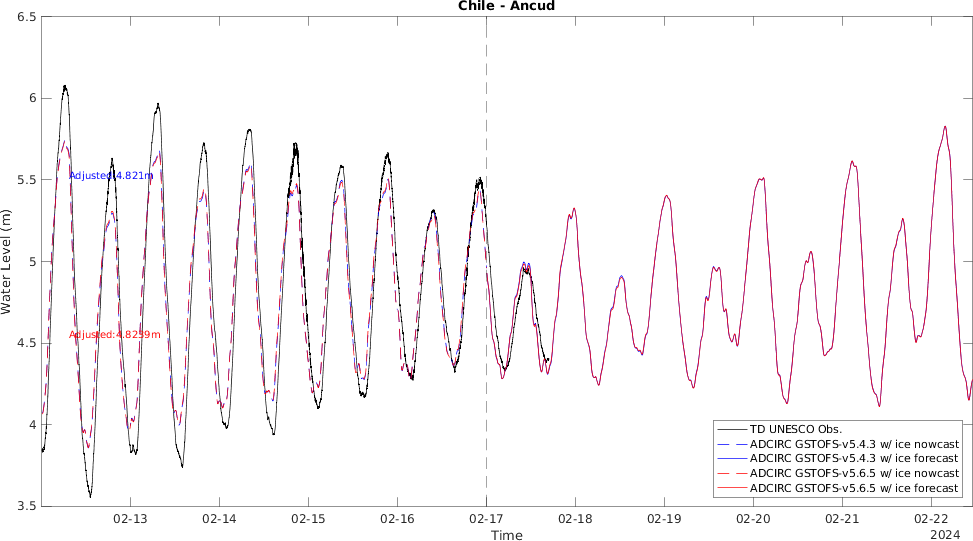 Chile - Ancud
6.5
6
5.5
5
4.5
4
3.5
Water Level (m)
Adjusted:4.821m
Adjusted:4.8299m
TD UNESCO Obs.
ADCIRC GSTOFS-v5.4.3 w/ ice nowcast
ADCIRC GSTOFS-v5.4.3 w/ ice forecast
ADCIRC GSTOFS-v5.6.5 w/ ice nowcast
ADCIRC GSTOFS-v5.6.5 w/ ice forecast
02-13 02-14 02-15 02-16 02-17 02-18 02-19 02-20 02-21 02-22
Time
2024